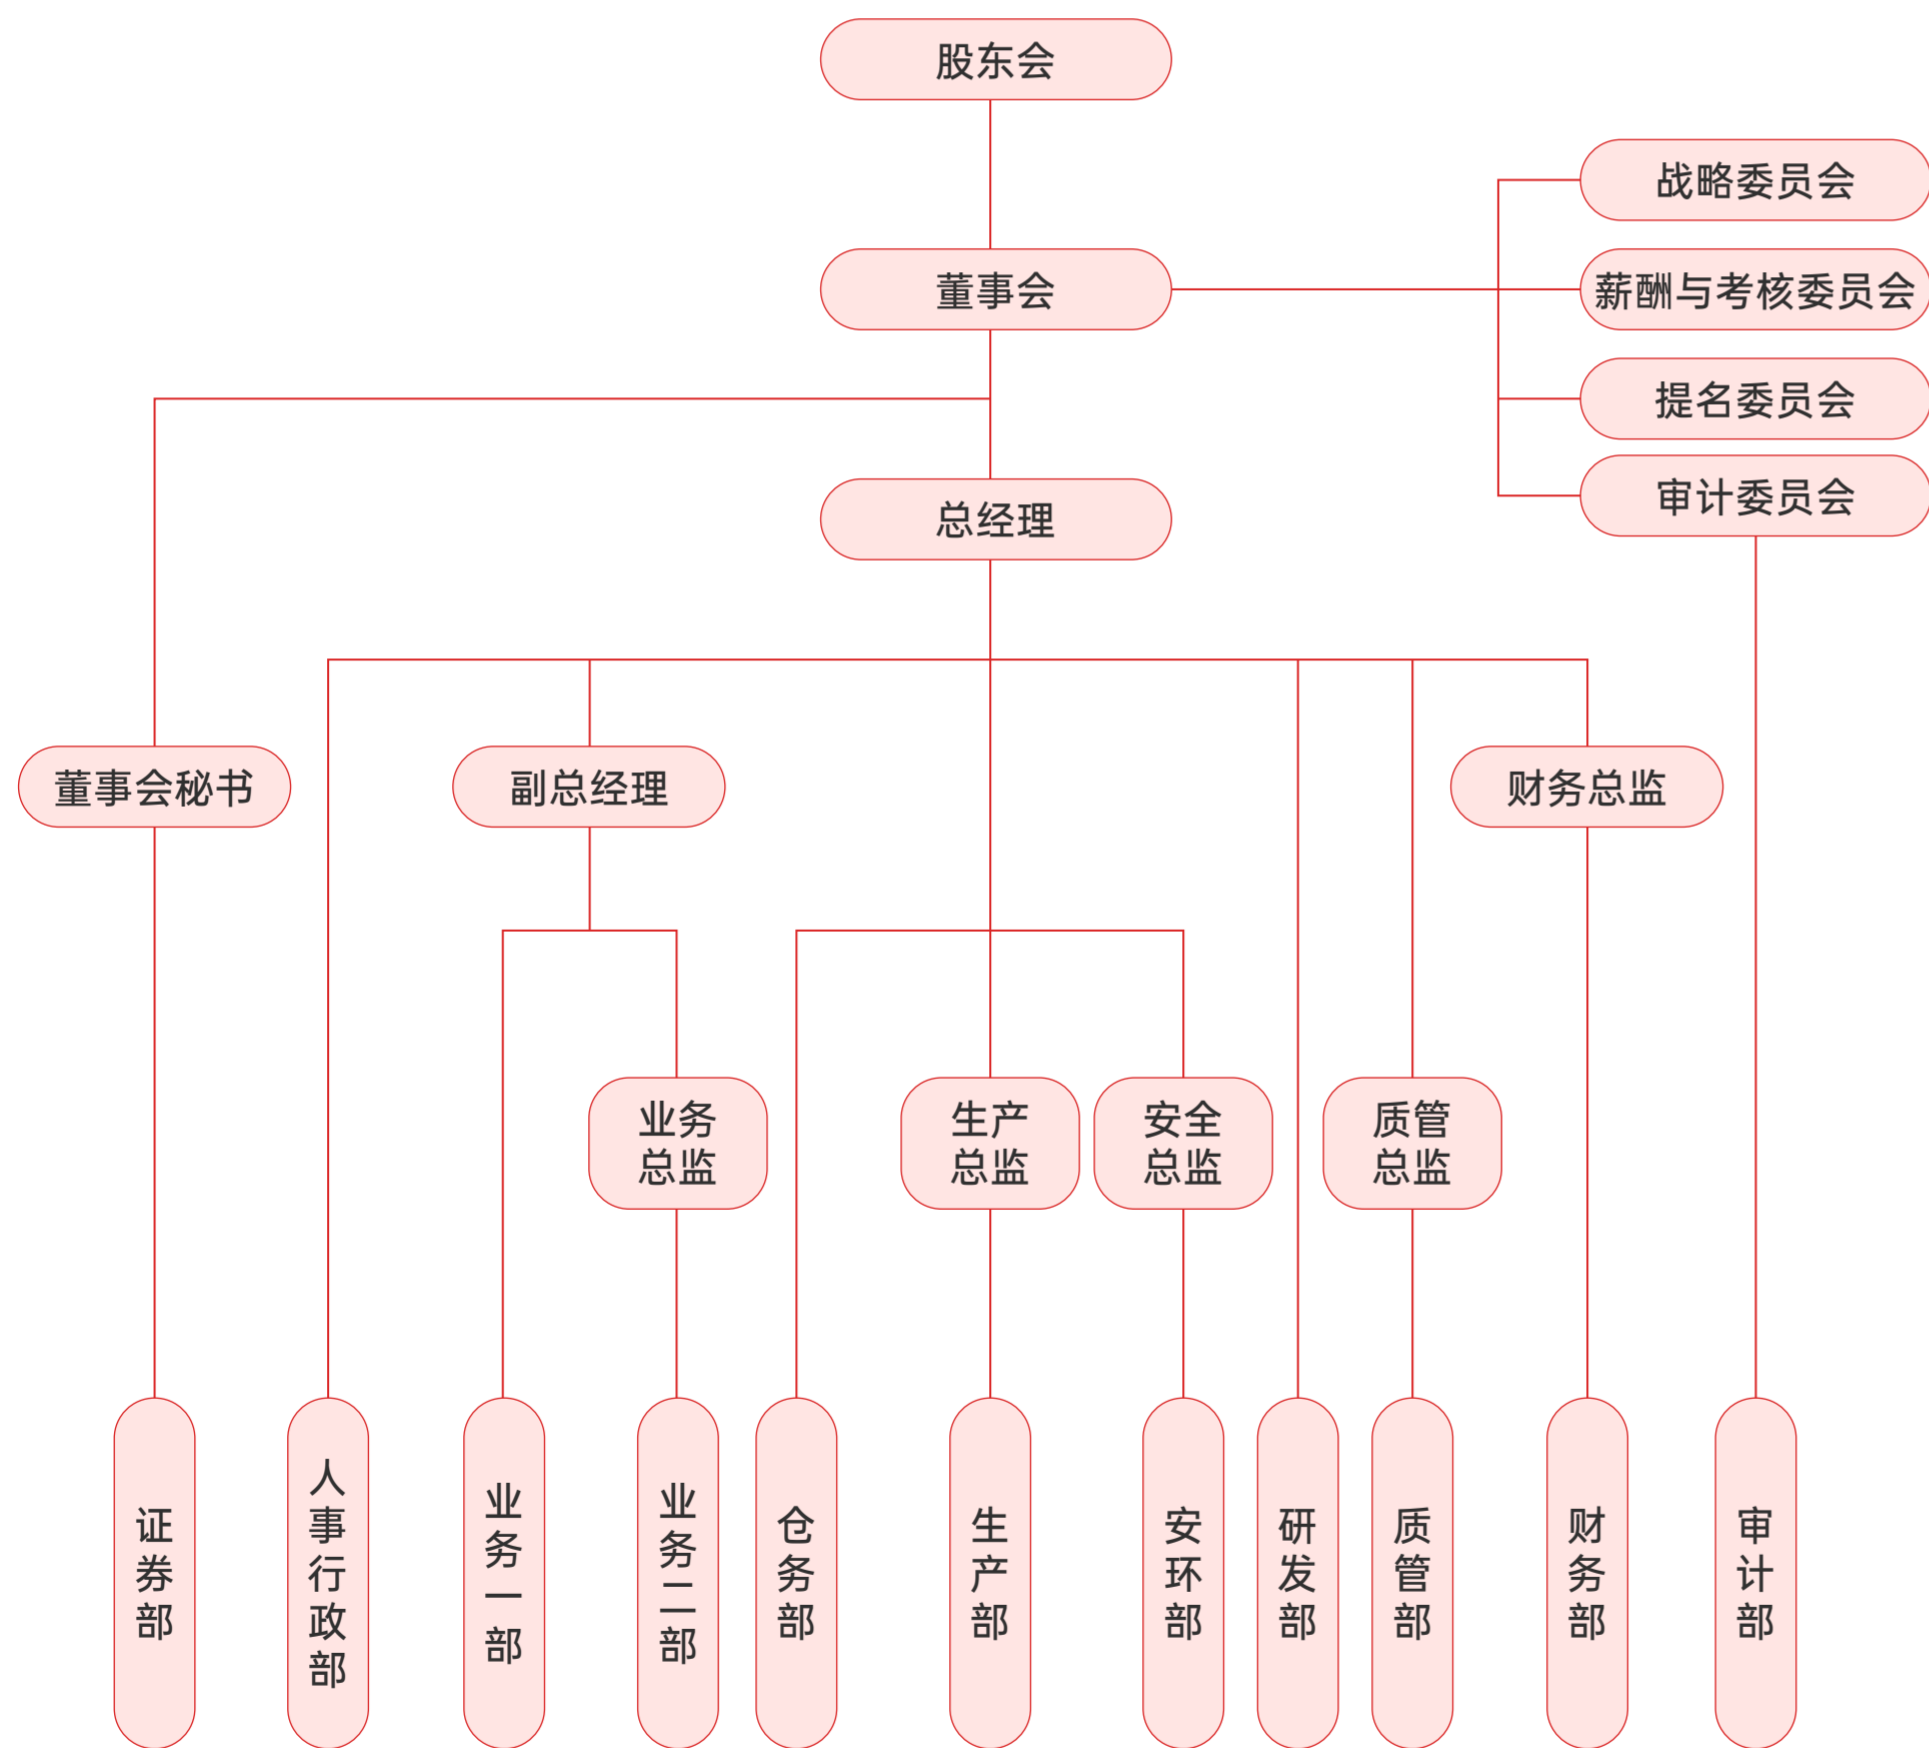 股东会
战略委员会
董事会
薪酬与考核委员会
提名委员会
审计委员会
总经理
董事会秘书
副总经理
财务总监
业务
总监
生产
总监
安全
总监
质管
总监
证券部
人事行政部
业务一部
业务二部
仓务部
生产部
安环部
研发部
质管部
财务部
审计部